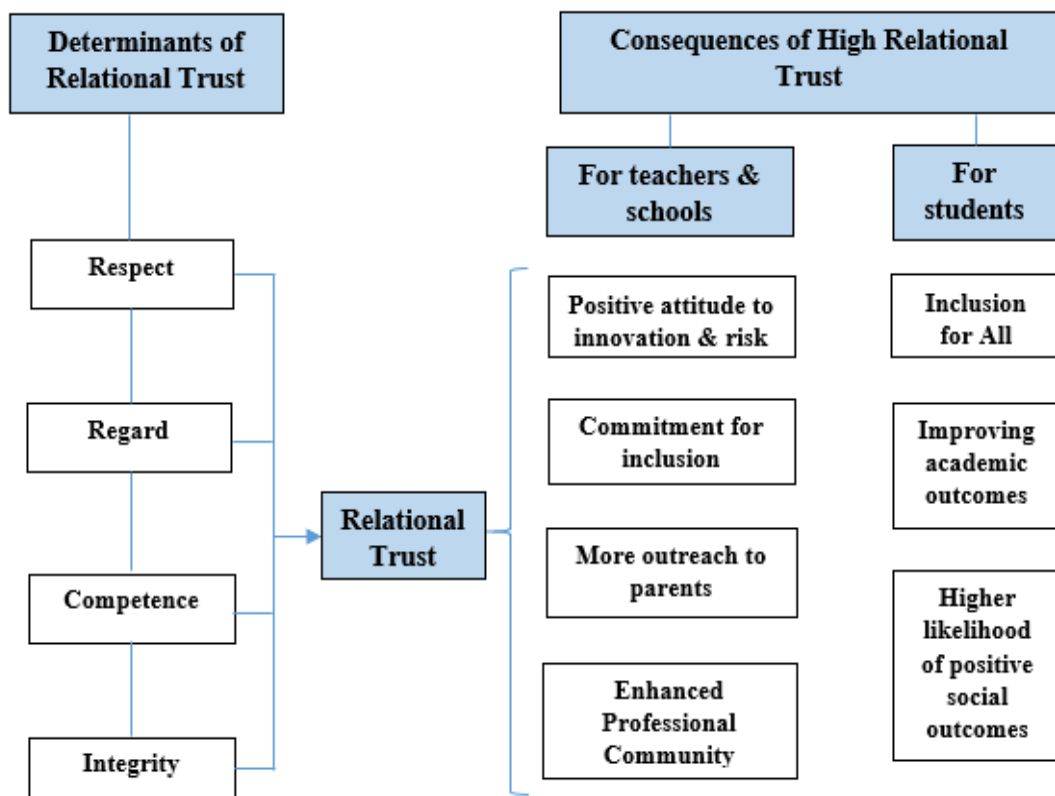 Determinants of
Relational Trust
Consequences of High Relational
Trust
For teachers &
schools
For
students
Respect
Regard
Competence
Integrity
Relational
Trust
Positive attitude to
innovation & risk
Commitment for
inclusion
More outreach to
parents
Enhanced
Professional
Community
Inclusion
for All
Improving
academic
outcomes
Higher
likelihood
of positive
social
outcomes